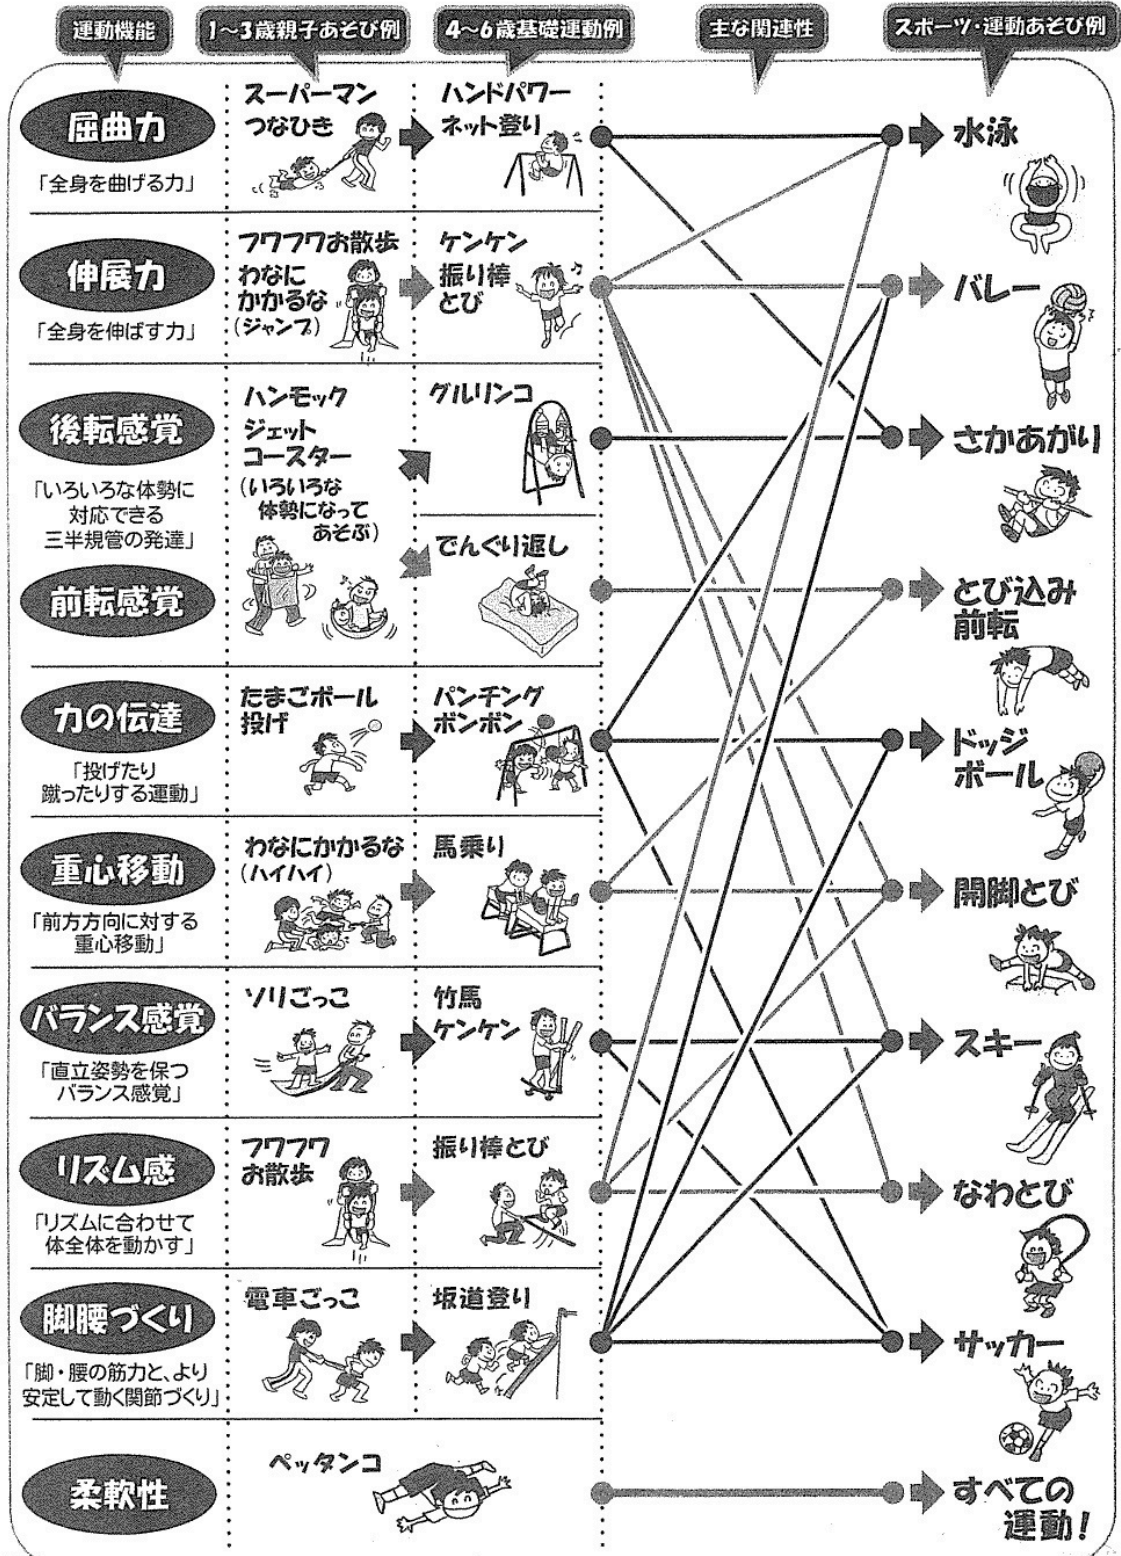 運動機能
1〜3歳親子あそび例
4〜6歳基礎運動例
主な関連性
スポーツ・運動あそび例
屈曲力
「全身を曲げる力」
スーパーマン
つなひき
ハンドパワー
ネット登り
水泳
伸展力
「全身を伸ばす力」
フワフワお散歩
わなに
かかるな
(ジャンプ)
ケンケン
振り棒
とび
バレー
後転感覚
「いろいろな体勢に
対応できる
三半規管の発達」
前転感覚
ハンモック
ジェット
コースター
(いろいろな
体勢になって
あそぶ)
グルリンコ
でんぐり返し
さかあがり
とび込み
前転
力の伝達
「投げたり
蹴ったりする運動」
たまごボール
投げ
パンチング
ボンボン
ドッジ
ボール
重心移動
「前方方向に対する
重心移動」
わなにかかるな
(ハイハイ)
馬乗り
開脚とび
バランス感覚
「直立姿勢を保つ
バランス感覚」
ソリごっこ
竹馬
ケンケン
スキー
リズム感
「リズムに合わせて
体全体を動かす」
フワフワ
お散歩
振り棒とび
なわとび
脚腰づくり
「脚・腰の筋力と、より
安定して動く関節づくり」
電車ごっこ
坂道登り
サッカー
柔軟性
ペッタンコ
すべての
運動!